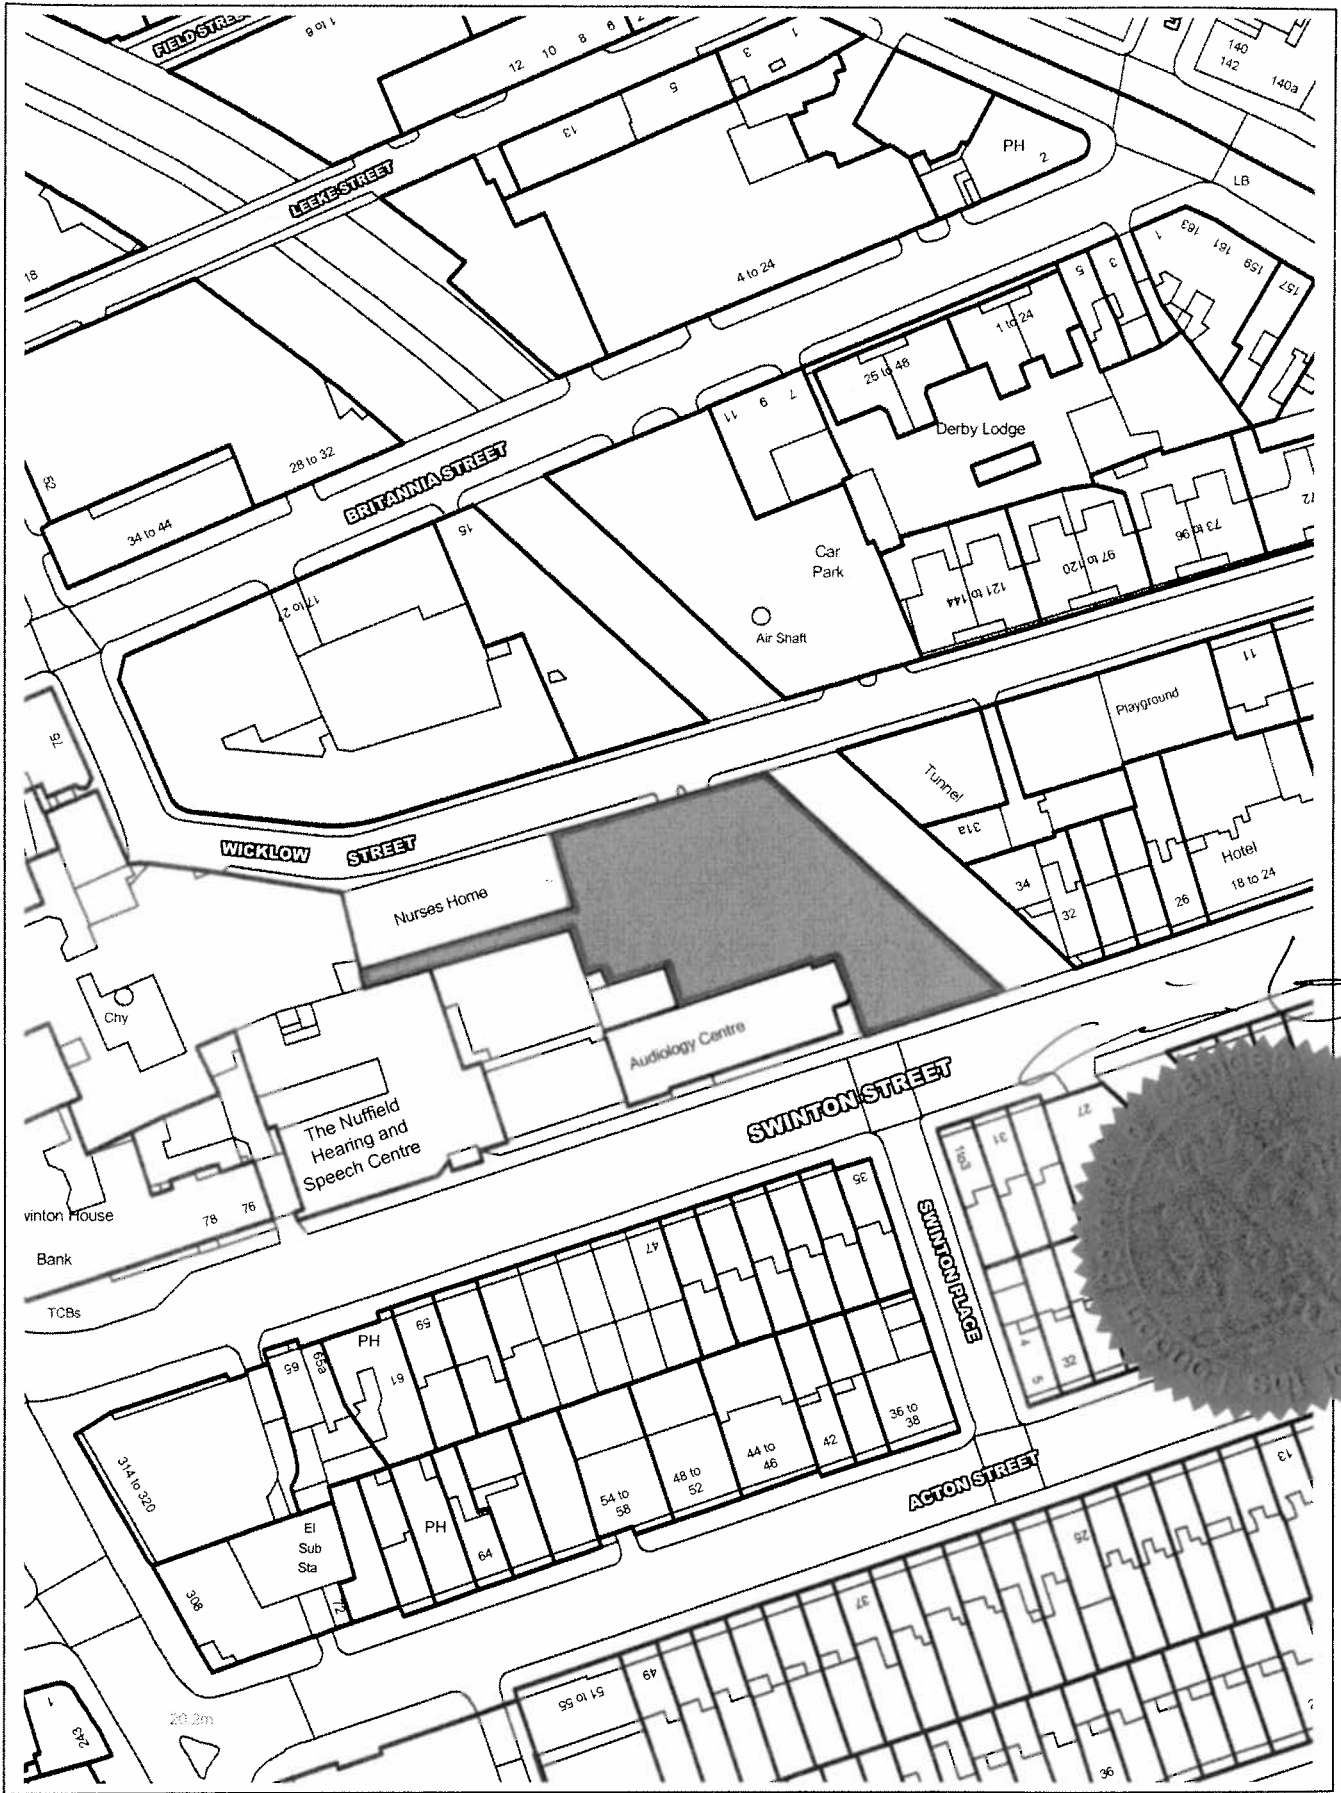 FIELD STREET
1 to 9
12
10
8
6
1
3
5
13
140
142
140a
PH
2
LB
LEEKE STREET
18
4 to 24
1
163
161
159
157
3
5
1 to 24
25 to 48
7
9
11
Derby Lodge
28 to 32
52
34 to 44
BRITANNIA STREET
15
Car
Park
Air Shaft
121 to 144
97 to 120
73 to 96
72
17 to
75
11
Playground
Tunnel
31a
WICKLOW STREET
Nurses Home
34
32
26
Hotel
18 to 24
Chy
Audiology Centre
The Nuffield
Hearing and
Speech Centre
SWINTON STREET
27
31
SWINTON PLACE
vinton House
78
76
Bank
TCBs
35
47
59
PH
61
65
65a
4
5
32
314 to 320
El
Sub
Sta
PH
64
54 to
58
48 to
52
44 to
46
42
36 to
38
ACTON STREET
13
25
37
308
72
49
51 to 55
1
243
20.2m
36